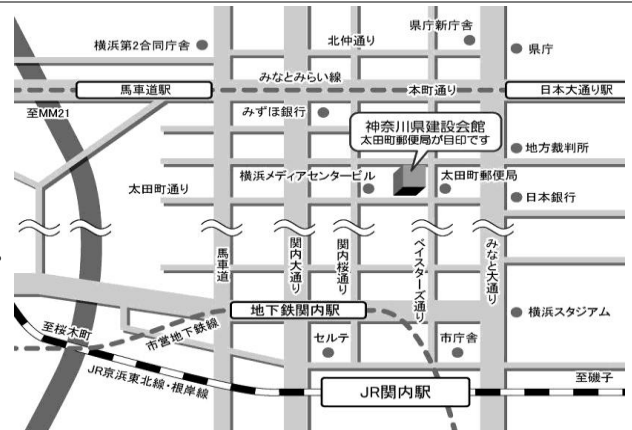 北仲通り
県庁新庁舎
横浜第2合同庁舎
県庁
みなとみらい線
馬車道駅
本町通り
日本大通り駅
至MM21
みずほ銀行
神奈川県建設会館
太田町郵便局が目印です
地方裁判所
横浜メディアセンタービル
太田町郵便局
太田町通り
日本銀行
馬車道
関内大通り
関内桜通り
ベイスターズ通り
みなと大通り
地下鉄関内駅
横浜スタジアム
至桜木町
市営地下鉄線
セルテ
市庁舎
JR京浜東北線・根岸線
JR関内駅
至磯子